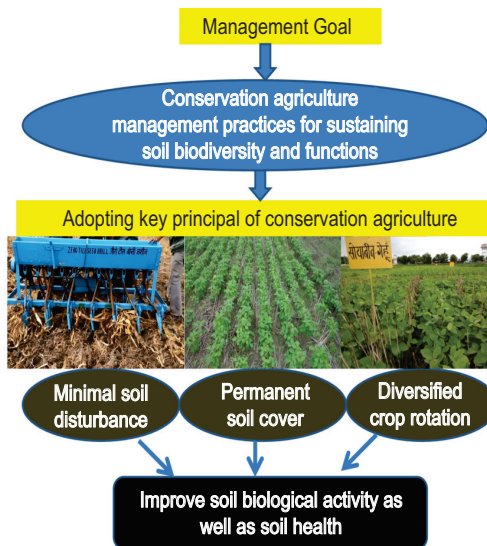 Management Goal
Conservation agriculture
management practices for sustaining
soil biodiversity and functions
Adopting key principal of conservation agriculture
सोयाबीन गेहूं
Minimal soil
disturbance
Permanent
soil cover
Diversified
crop rotation
Improve soil biological activity as
well as soil health